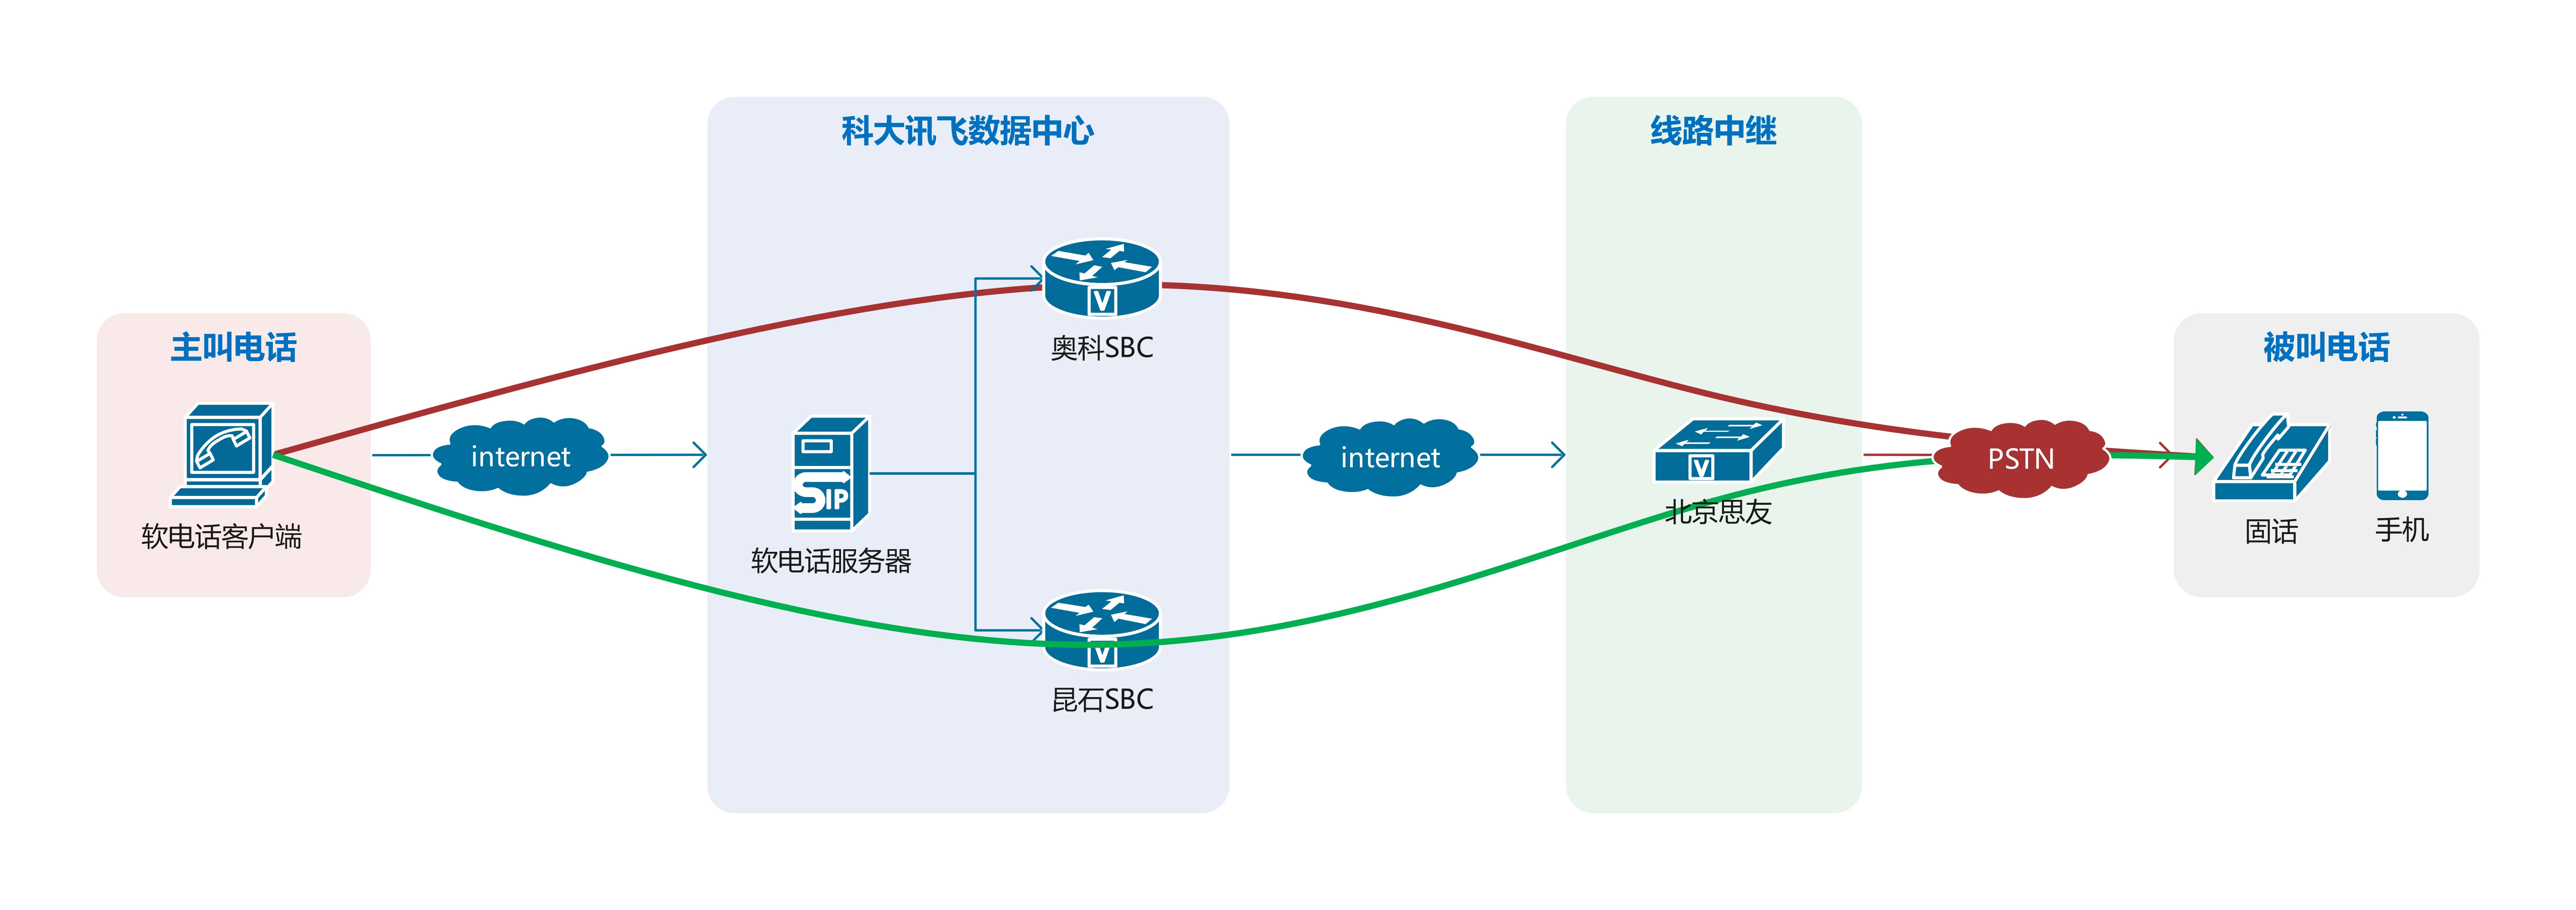 主叫电话
软电话客户端
internet
科大讯飞数据中心
SIP
软电话服务器
V
奥科SBC
V
昆石SBC
internet
线路中继
V
北京思友
PSTN
被叫电话
固话
手机